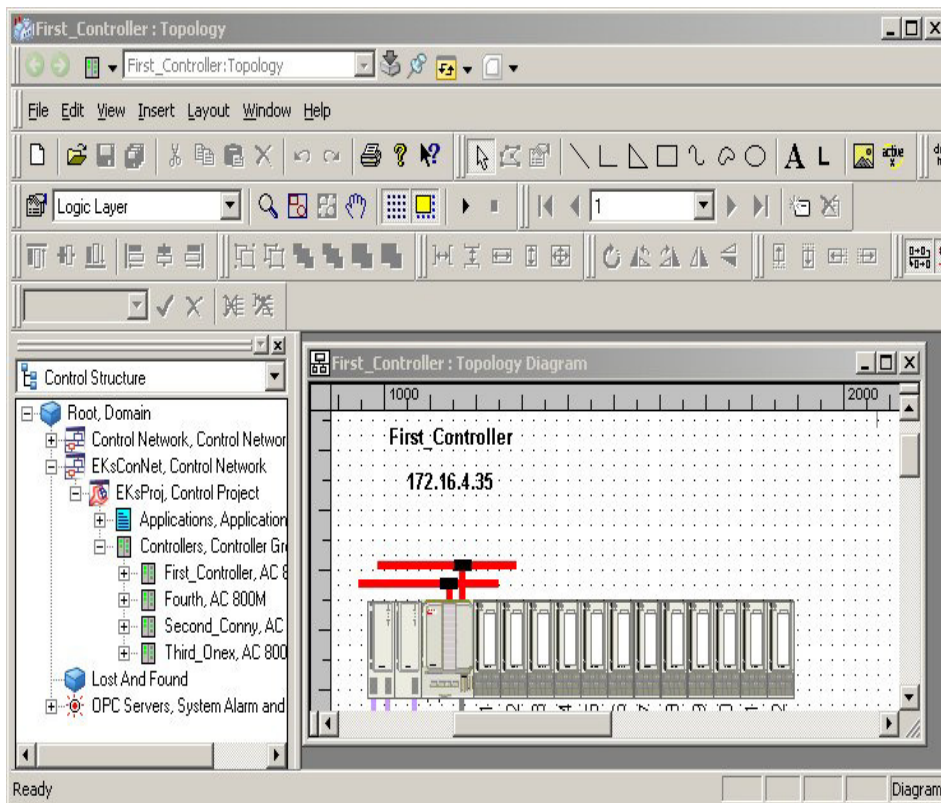 First_Controller : Topology
First_Controller:Topology
File Edit View Insert Layout Window Help
A L active x
Logic Layer
1
Control Structure
Root, Domain
Control Network, Control Networ
EKsConNet, Control Network
EKsProj, Control Project
Applications, Application
Controllers, Controller Gr
First_Controller, AC 8
Fourth, AC 800M
Second_Conny, AC
Third_Onex, AC 800
Lost And Found
OPC Servers, System Alarm and
First_Controller : Topology Diagram
1000 2000
First_Controller
172.16.4.35
Ready Diagram